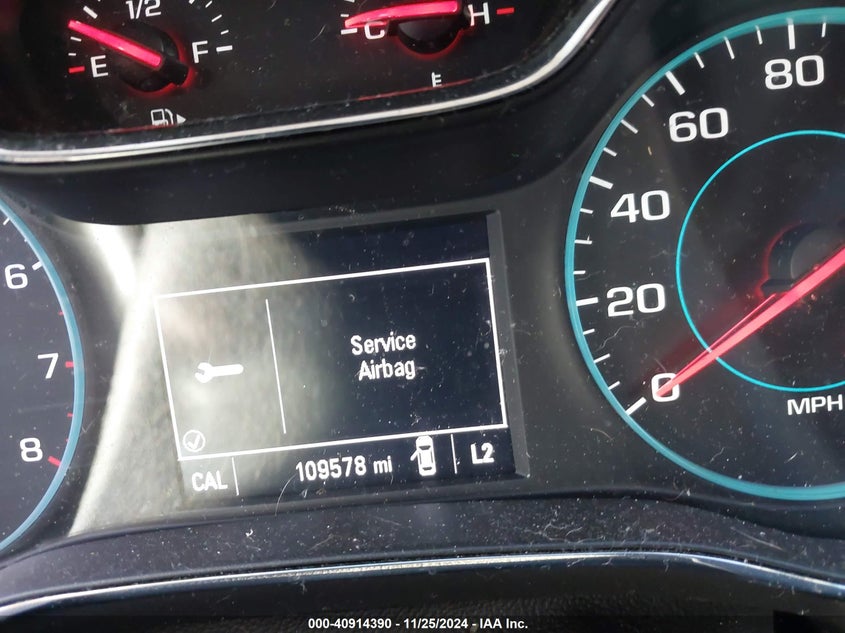 1/2
E F
C H
E
6
7
8
80
60
40
20
0
MPH
Service
Airbag
CAL 109578 mi L2
000-40914390 - 11/25/2024 - IAA Inc.